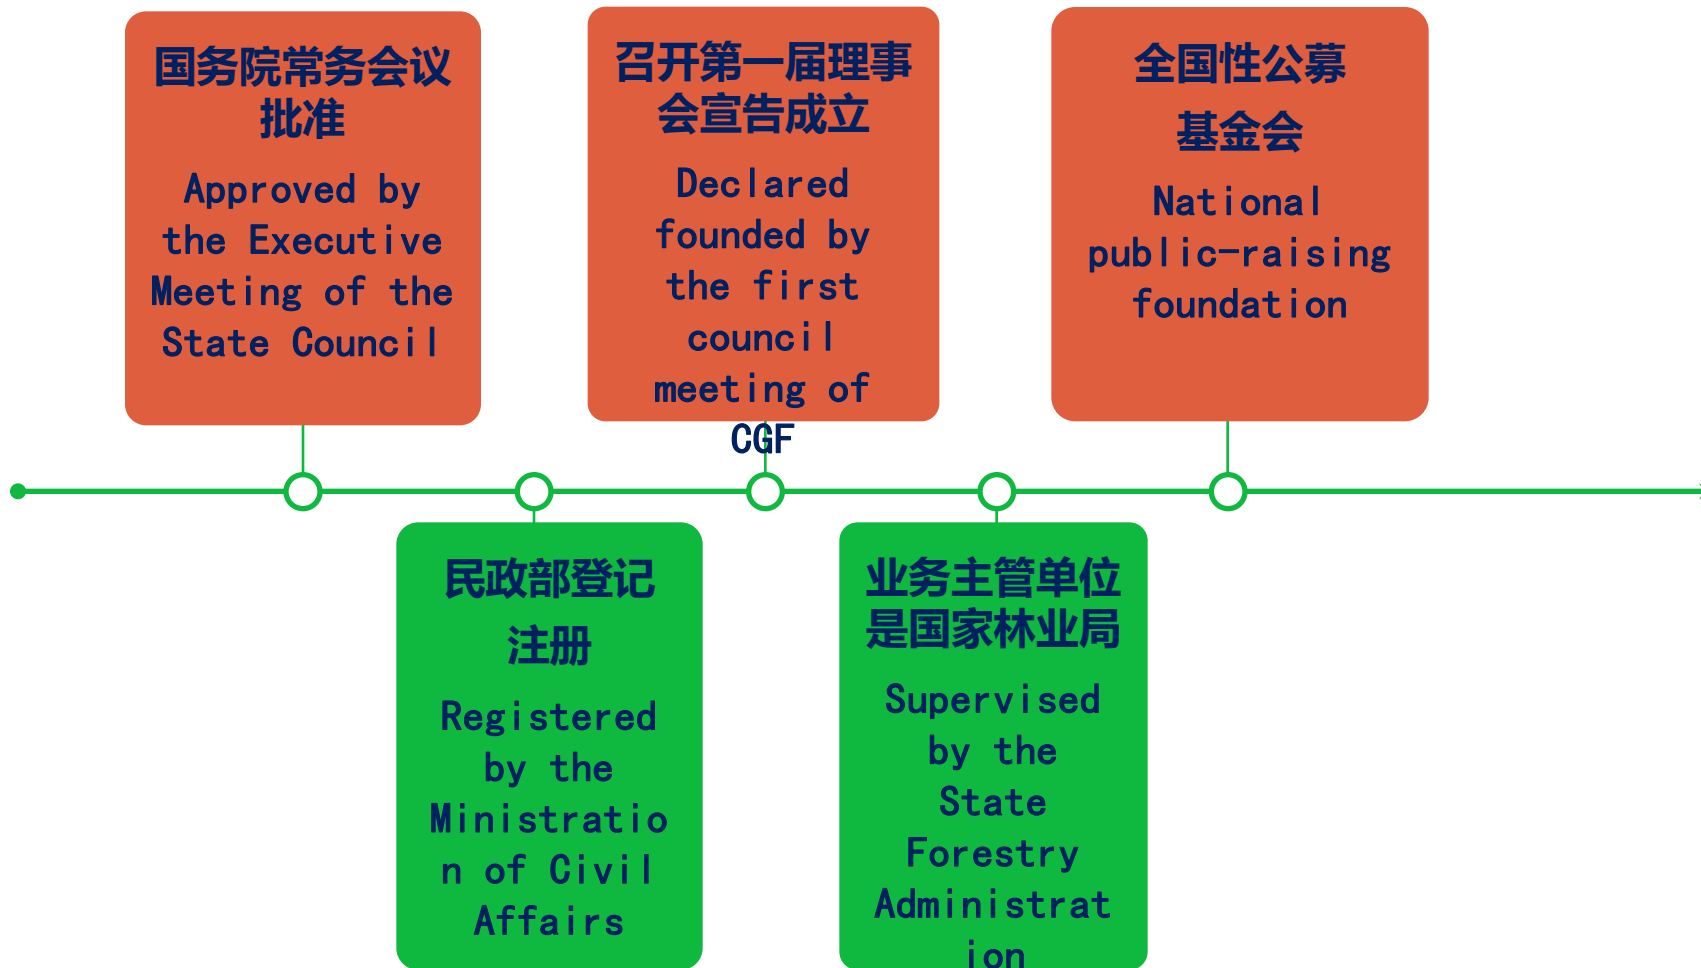 国务院常务会议
批准
Approved by
the Executive
Meeting of the
State Council
民政部登记
注册
Registered
by the
Ministratio
n of Civil
Affairs
召开第一届理事
会宣告成立
Declared
founded by
the first
council
meeting of
CGF
业务主管单位
是国家林业局
Supervised
by the
State
Forestry
Administrat
ion
全国性公募
基金会
National
public-raising
foundation